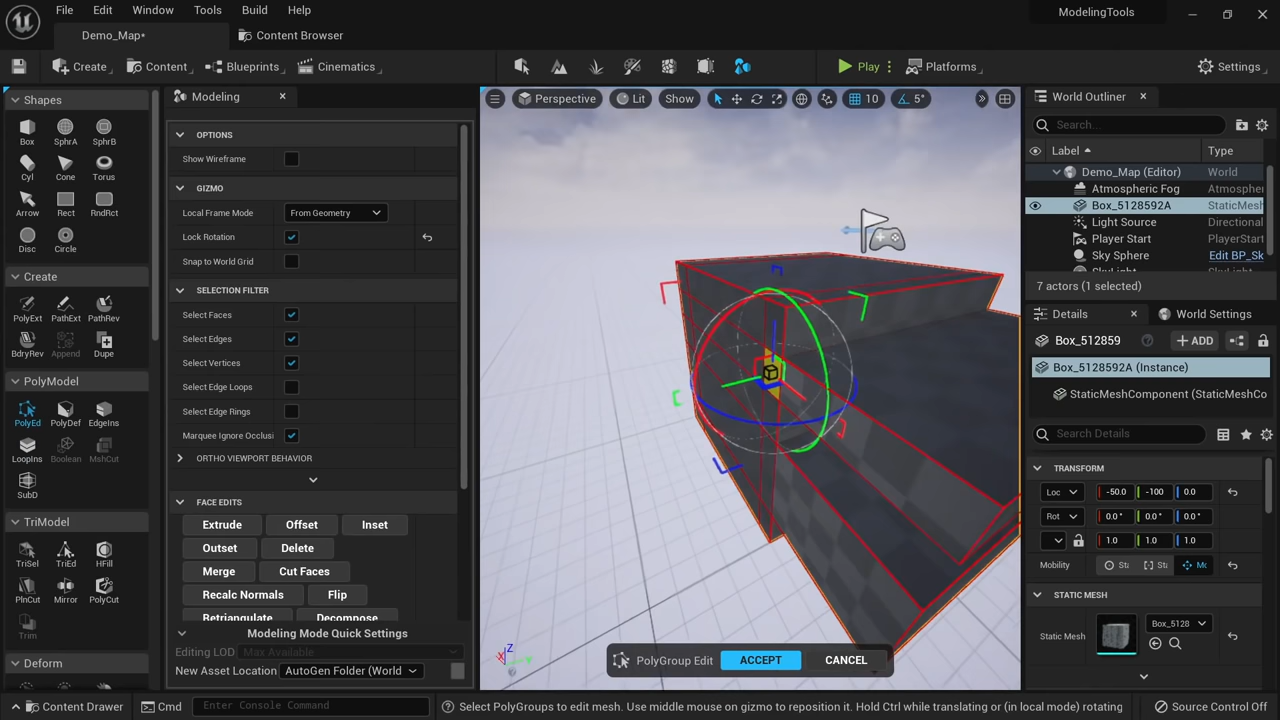 File Edit Window Tools Build Help
ModelingTools
Demo_Map*
Content Browser
Create
Content
Blueprints
Cinematics
Play
Platforms
Settings
Shapes
Box SphrA SphrB
Cyl Cone Torus
Arrow Rect RndRct
Disc Circle
Create
PolyExt PathExt PathRev
BdryRev Append Dupe
PolyModel
PolyEd PolyDef EdgeIns
LoopIns Boolean MshCut
SubD
TriModel
TriSel TriEd HFill
PlnCut Mirror PolyCut
Trim
Deform
Modeling
OPTIONS
Show Wireframe
GIZMO
Local Frame Mode From Geometry
Lock Rotation
Snap to World Grid
SELECTION FILTER
Select Faces
Select Edges
Select Vertices
Select Edge Loops
Select Edge Rings
Marquee Ignore Occlusi
ORTHO VIEWPORT BEHAVIOR
FACE EDITS
Extrude Offset Inset
Outset Delete
Merge Cut Faces
Recalc Normals Flip
Retriangulate Decompose
Modeling Mode Quick Settings
Editing LOD Max Available
New Asset Location AutoGen Folder (World
Perspective Lit Show 10 5°
Z
X Y
PolyGroup Edit ACCEPT CANCEL
World Outliner
Search...
Label Type
Demo_Map (Editor) World
Atmospheric Fog Atmosphe
Box_5128592A StaticMesh
Light Source Directional
Player Start PlayerStart
Sky Sphere Edit BP_Sk
SkyLight SkyLight
7 actors (1 selected)
Details
World Settings
Box_512859 ADD
Box_5128592A (Instance)
StaticMeshComponent (StaticMeshCo
Search Details
TRANSFORM
Loc -50.0 -100 0.0
Rot 0.0° 0.0° 0.0°
1.0 1.0 1.0
Mobility Sta Sta Mo
STATIC MESH
Static Mesh Box_5128
Content Drawer
Cmd
Enter Console Command
Select PolyGroups to edit mesh. Use middle mouse on gizmo to reposition it. Hold Ctrl while translating or (in local mode) rotating
Source Control Off